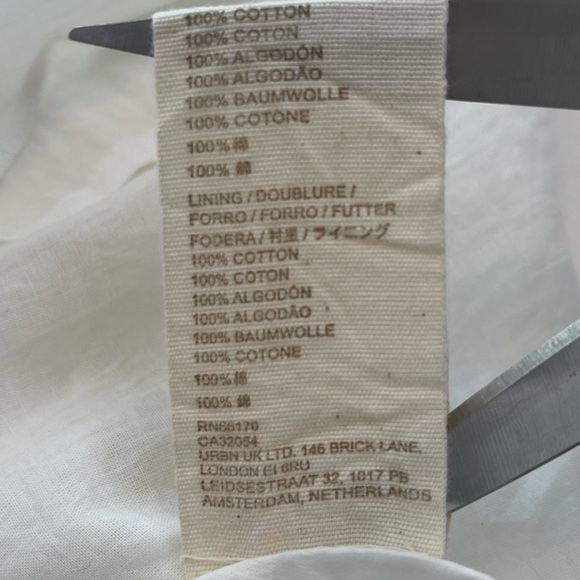 100% COTTON
100% COTON
100% ALGODÓN
100% ALGODÃO
100% BAUMWOLLE
100% COTONE
100% 棉
100% 綿
LINING / DOUBLURE /
FORRO / FORRO / FUTTER
FODERA / 衬里 / ライニング
100% COTTON
100% COTON
100% ALGODÓN
100% ALGODÃO
100% BAUMWOLLE
100% COTONE
100% 棉
100% 綿
RN66170
CA32054
URBN UK LTD. 145 BRICK LANE,
LONDON E1 6RU
LEIDSESTRAAT 32, 1017 PB
AMSTERDAM, NETHERLANDS